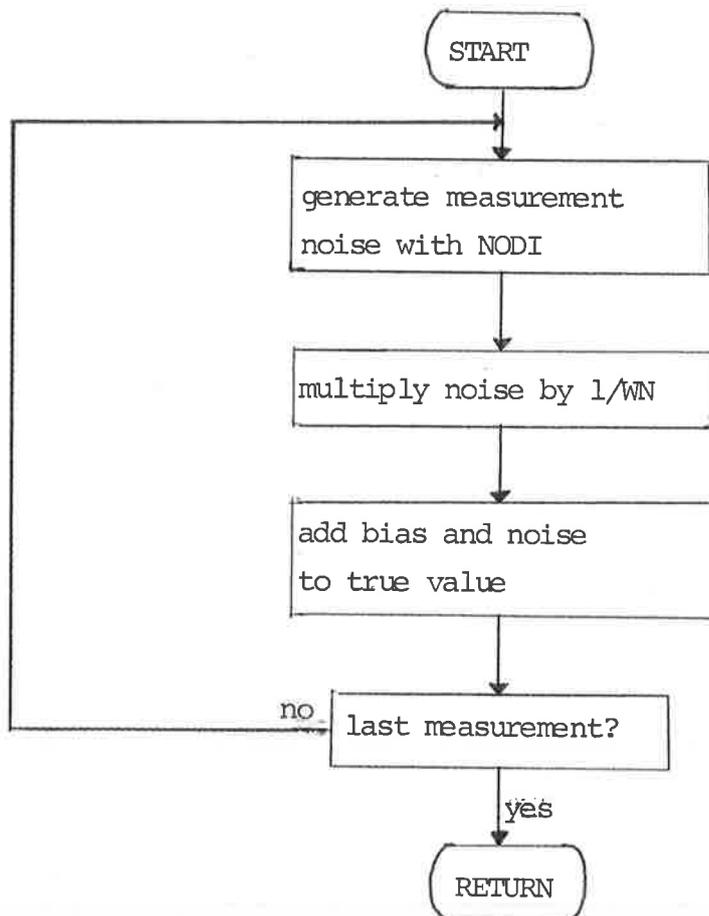 START
generate measurement
noise with NODI
multiply noise by 1/WN
add bias and noise
to true value
no
last measurement?
yes
RETURN